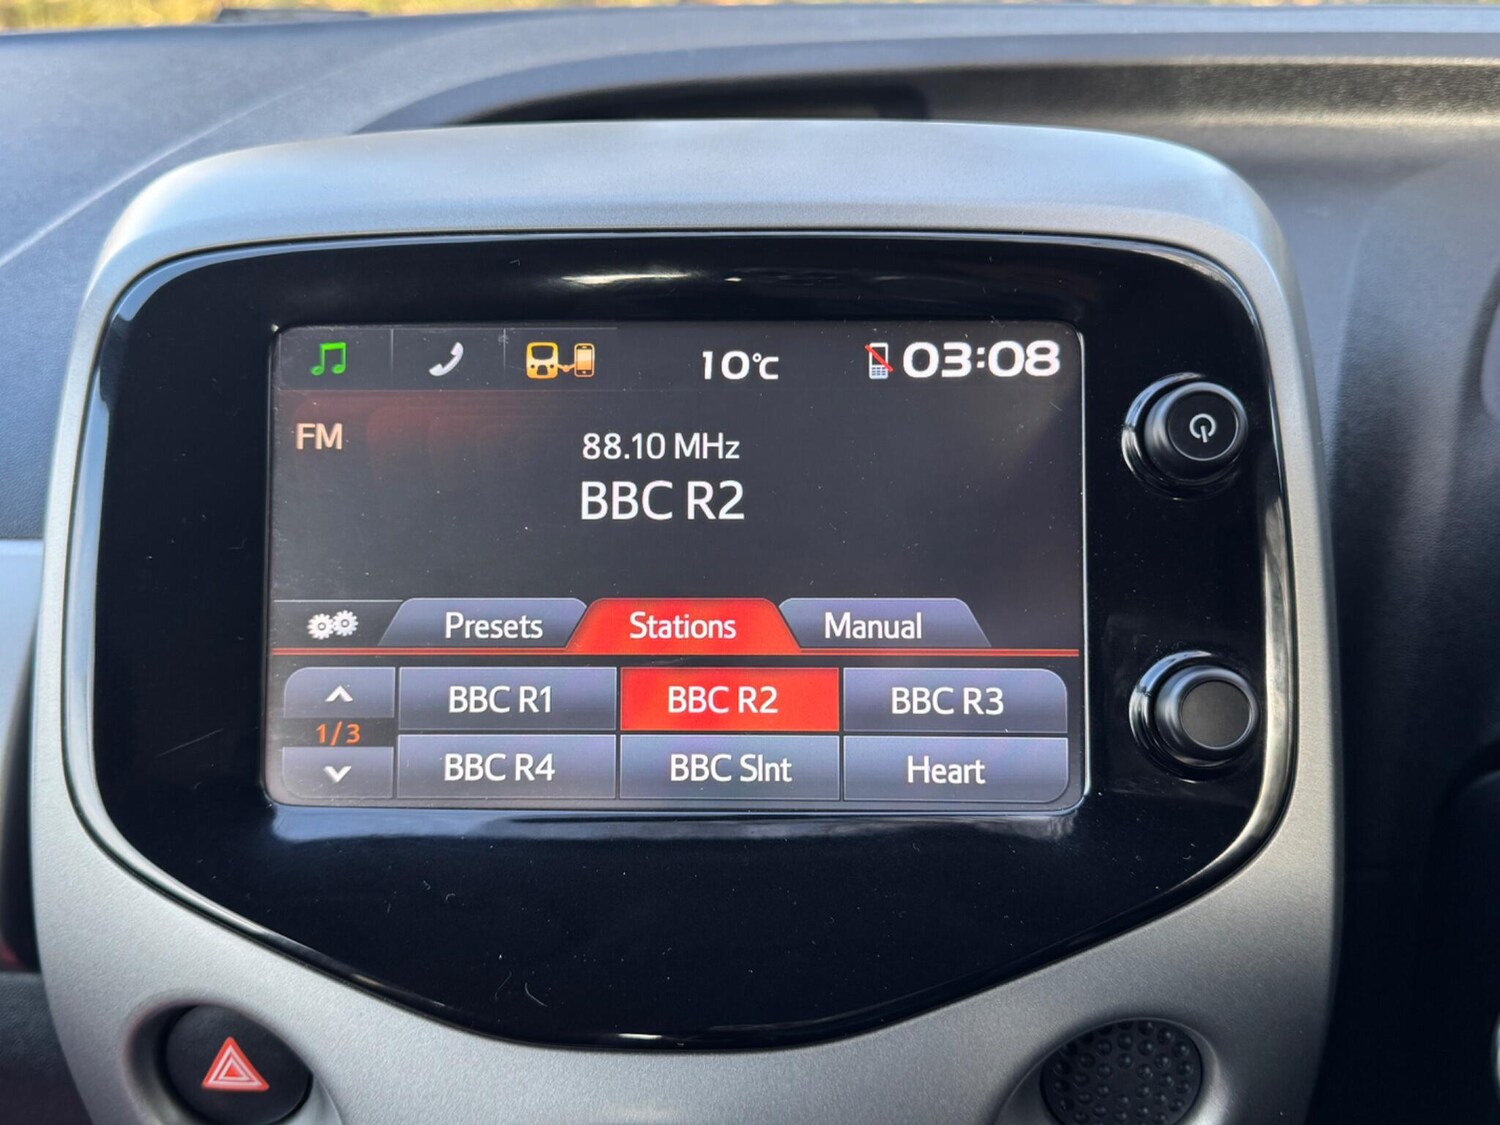 10°C 03:08
FM
88.10 MHz
BBC R2
Presets Stations Manual
BBC R1 BBC R2 BBC R3
1/3
BBC R4 BBC Slnt Heart